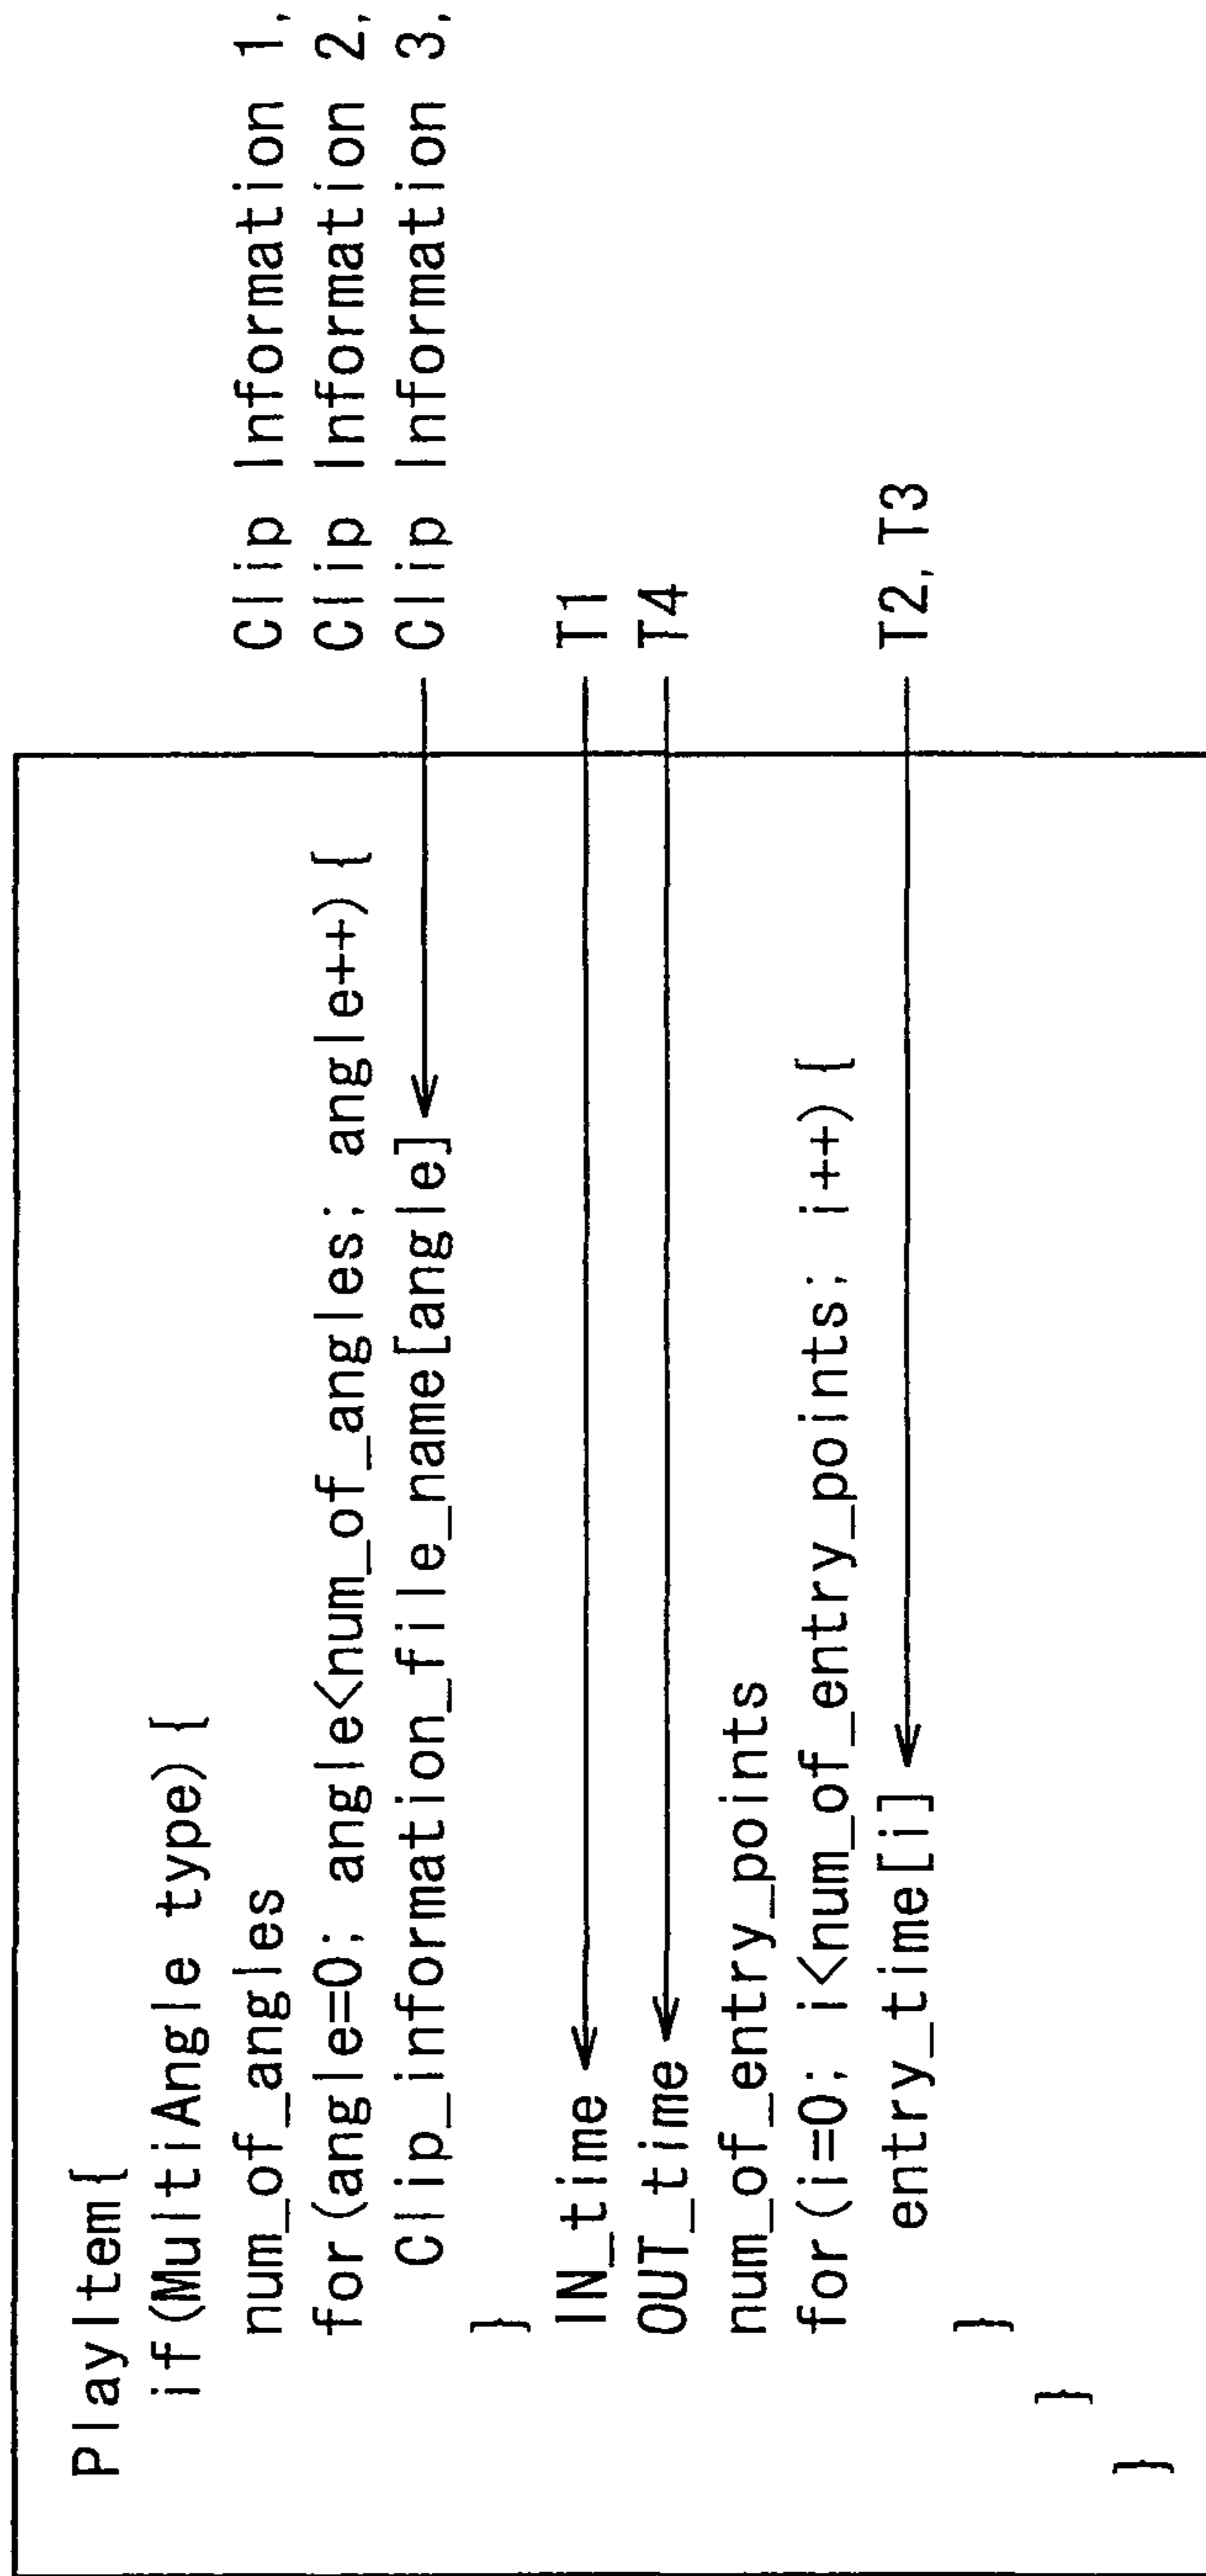 PlayItem{
if(MultiAngle type) {
num_of_angles Clip Information 1,
for(angle=0; angle<num_of_angles; angle++) { Clip Information 2,
Clip_information_file_name[angle] Clip Information 3,
}
IN_time T1
OUT_time T4
num_of_entry_points
for(i=0; i<num_of_entry_points; i++) {
entry_time[i] T2, T3
}
}
}